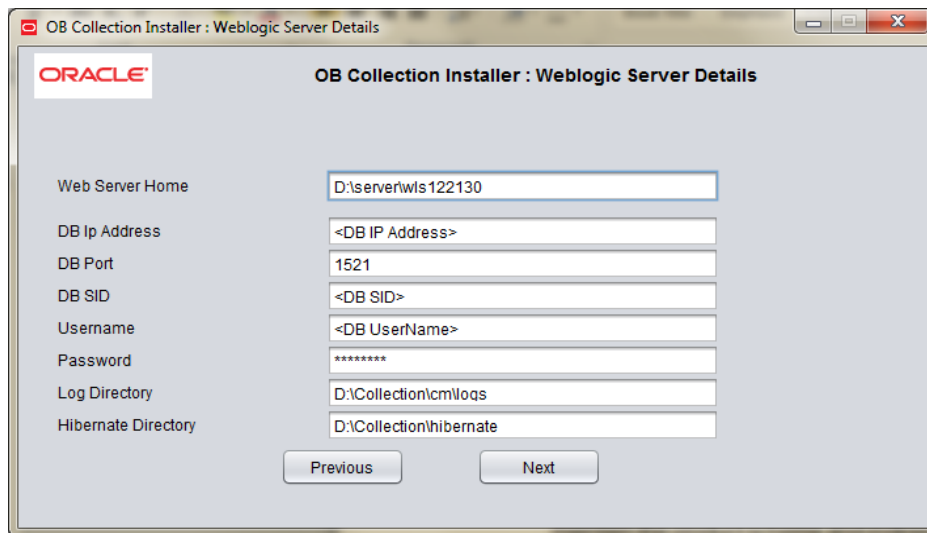 OB Collection Installer : Weblogic Server Details
ORACLE®
OB Collection Installer : Weblogic Server Details
Web Server Home D:\server\wls122130
DB Ip Address <DB IP Address>
DB Port 1521
DB SID <DB SID>
Username <DB UserName>
Password ********
Log Directory D:\Collection\cm\logs
Hibernate Directory D:\Collection\hibernate
Previous Next